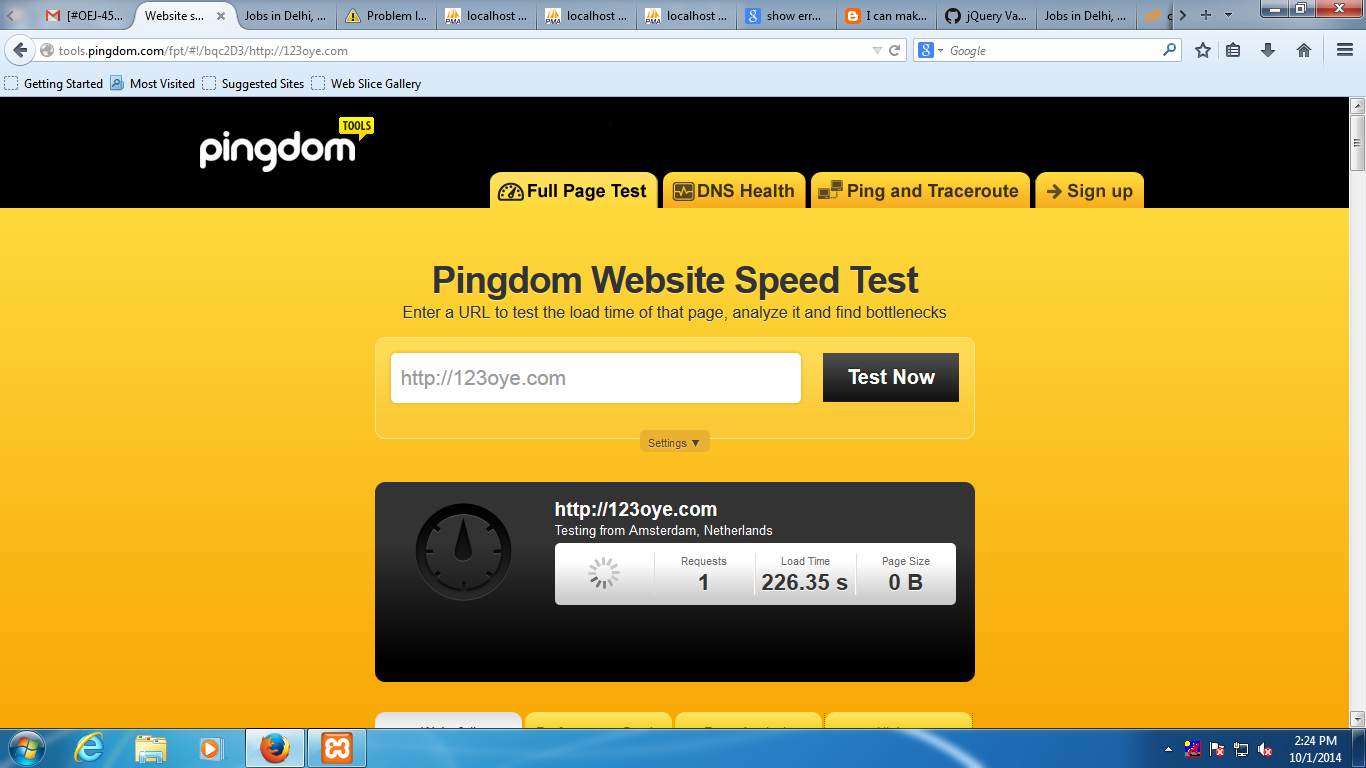 [#OEJ-45...
Website s...
Jobs in Delhi, ...
Problem l...
localhost ...
localhost ...
localhost ...
show err...
I can mak...
jQuery Va...
Jobs in Delhi, ...
tools.pingdom.com/fpt/#!/bqc2D3/http://123oye.com
Google
Getting Started
Most Visited
Suggested Sites
Web Slice Gallery
pingdom
TOOLS
Full Page Test
DNS Health
Ping and Traceroute
Sign up
Pingdom Website Speed Test
Enter a URL to test the load time of that page, analyze it and find bottlenecks
http://123oye.com
Test Now
Settings ▼
http://123oye.com
Testing from Amsterdam, Netherlands
Requests
1
Load Time
226.35 s
Page Size
0 B
2:24 PM
10/1/2014